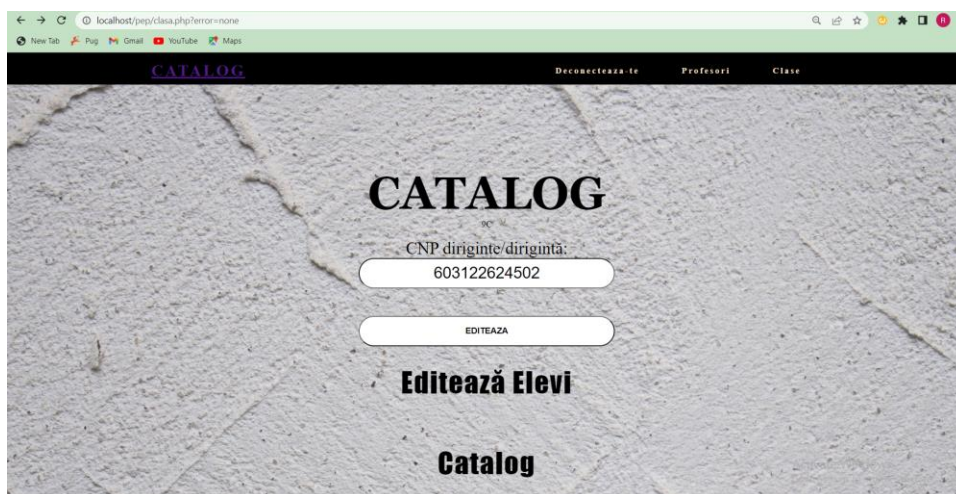 localhost/pep/clasa.php?error=none
New Tab Pug Gmail YouTube Maps
CATALOG Deconecteaza-te Profesori Clase
CATALOG
9C
CNP diriginte/dirigintă:
603122624502
EDITEAZA
Editează Elevi
Catalog